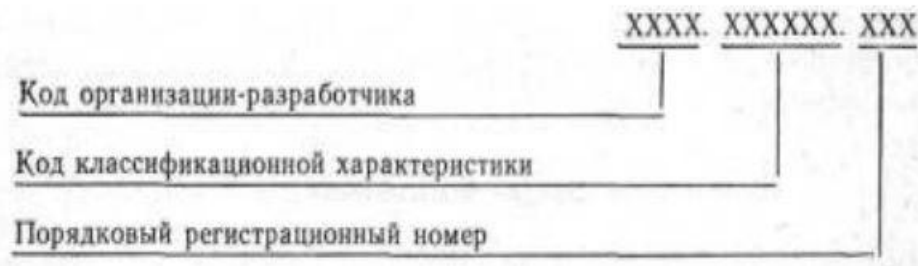 XXXX. XXXXXX. XXX
Код организации-разработчика
Код классификационной характеристики
Порядковый регистрационный номер